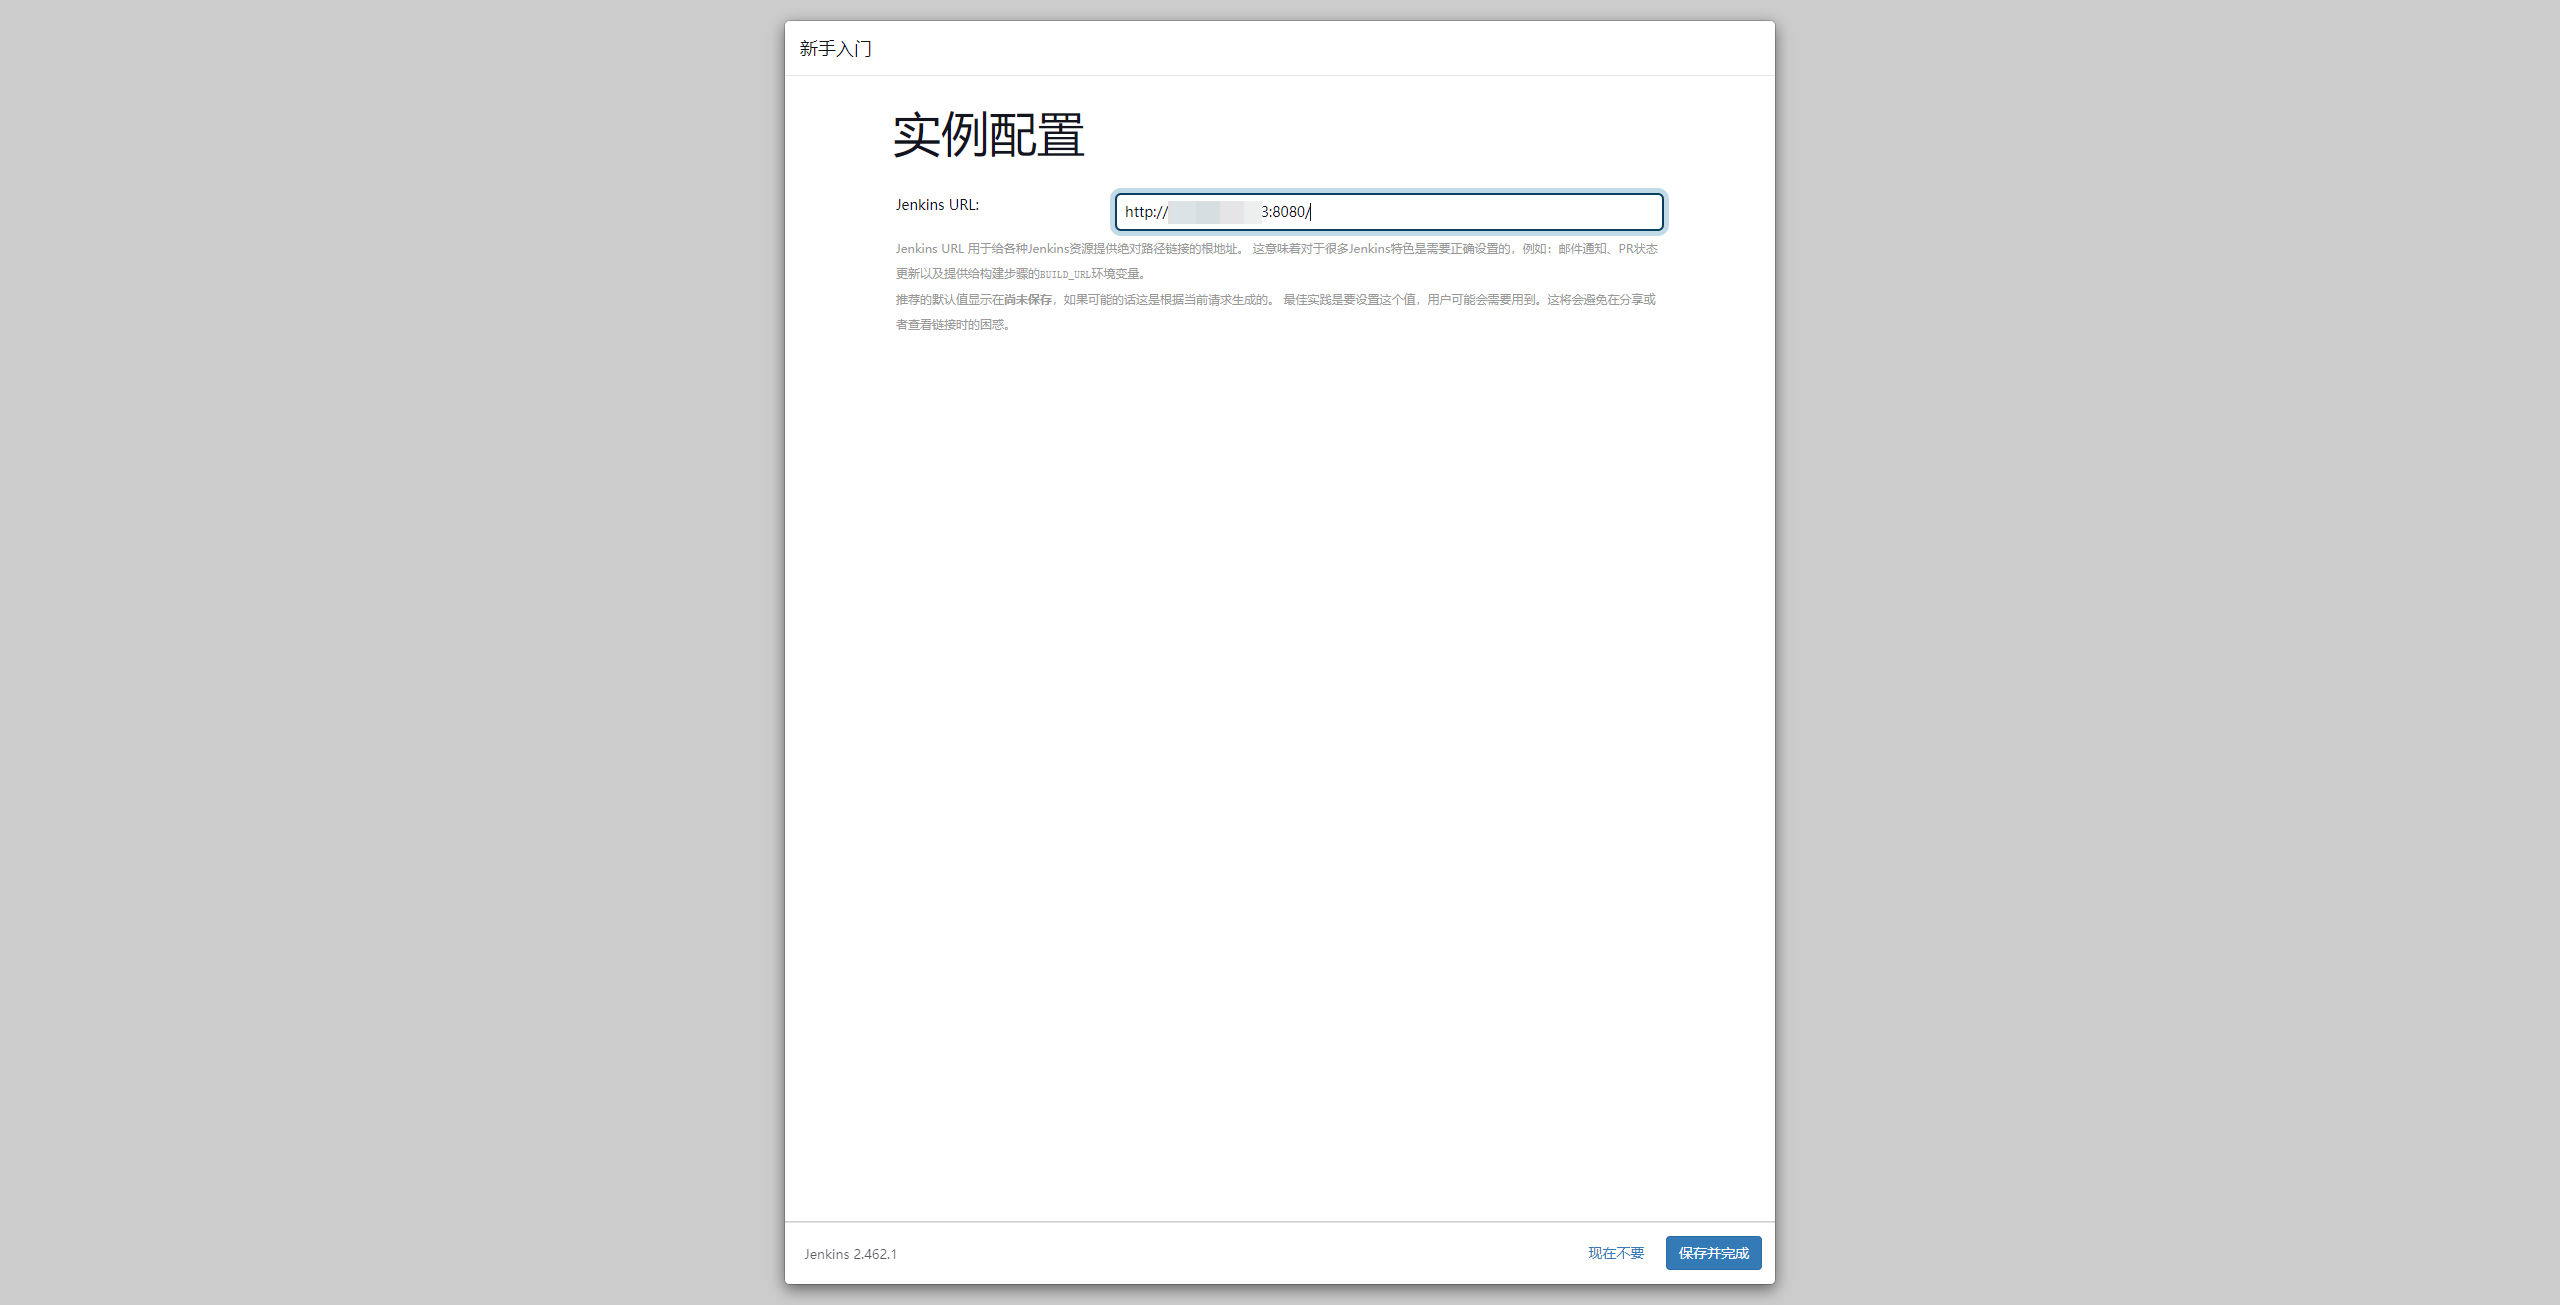 新手入门
实例配置
Jenkins URL:
http:// 3:8080/
Jenkins URL 用于给各种Jenkins资源提供绝对路径链接的根地址。 这意味着对于很多Jenkins特色是需要正确设置的，例如：邮件通知、PR状态
更新以及提供给构建步骤的BUILD_URL环境变量。
推荐的默认值显示在尚未保存，如果可能的话这是根据当前请求生成的。 最佳实践是要设置这个值，用户可能会需要用到。这将会避免在分享或
者查看链接时的困惑。
Jenkins 2.462.1
现在不要
保存并完成